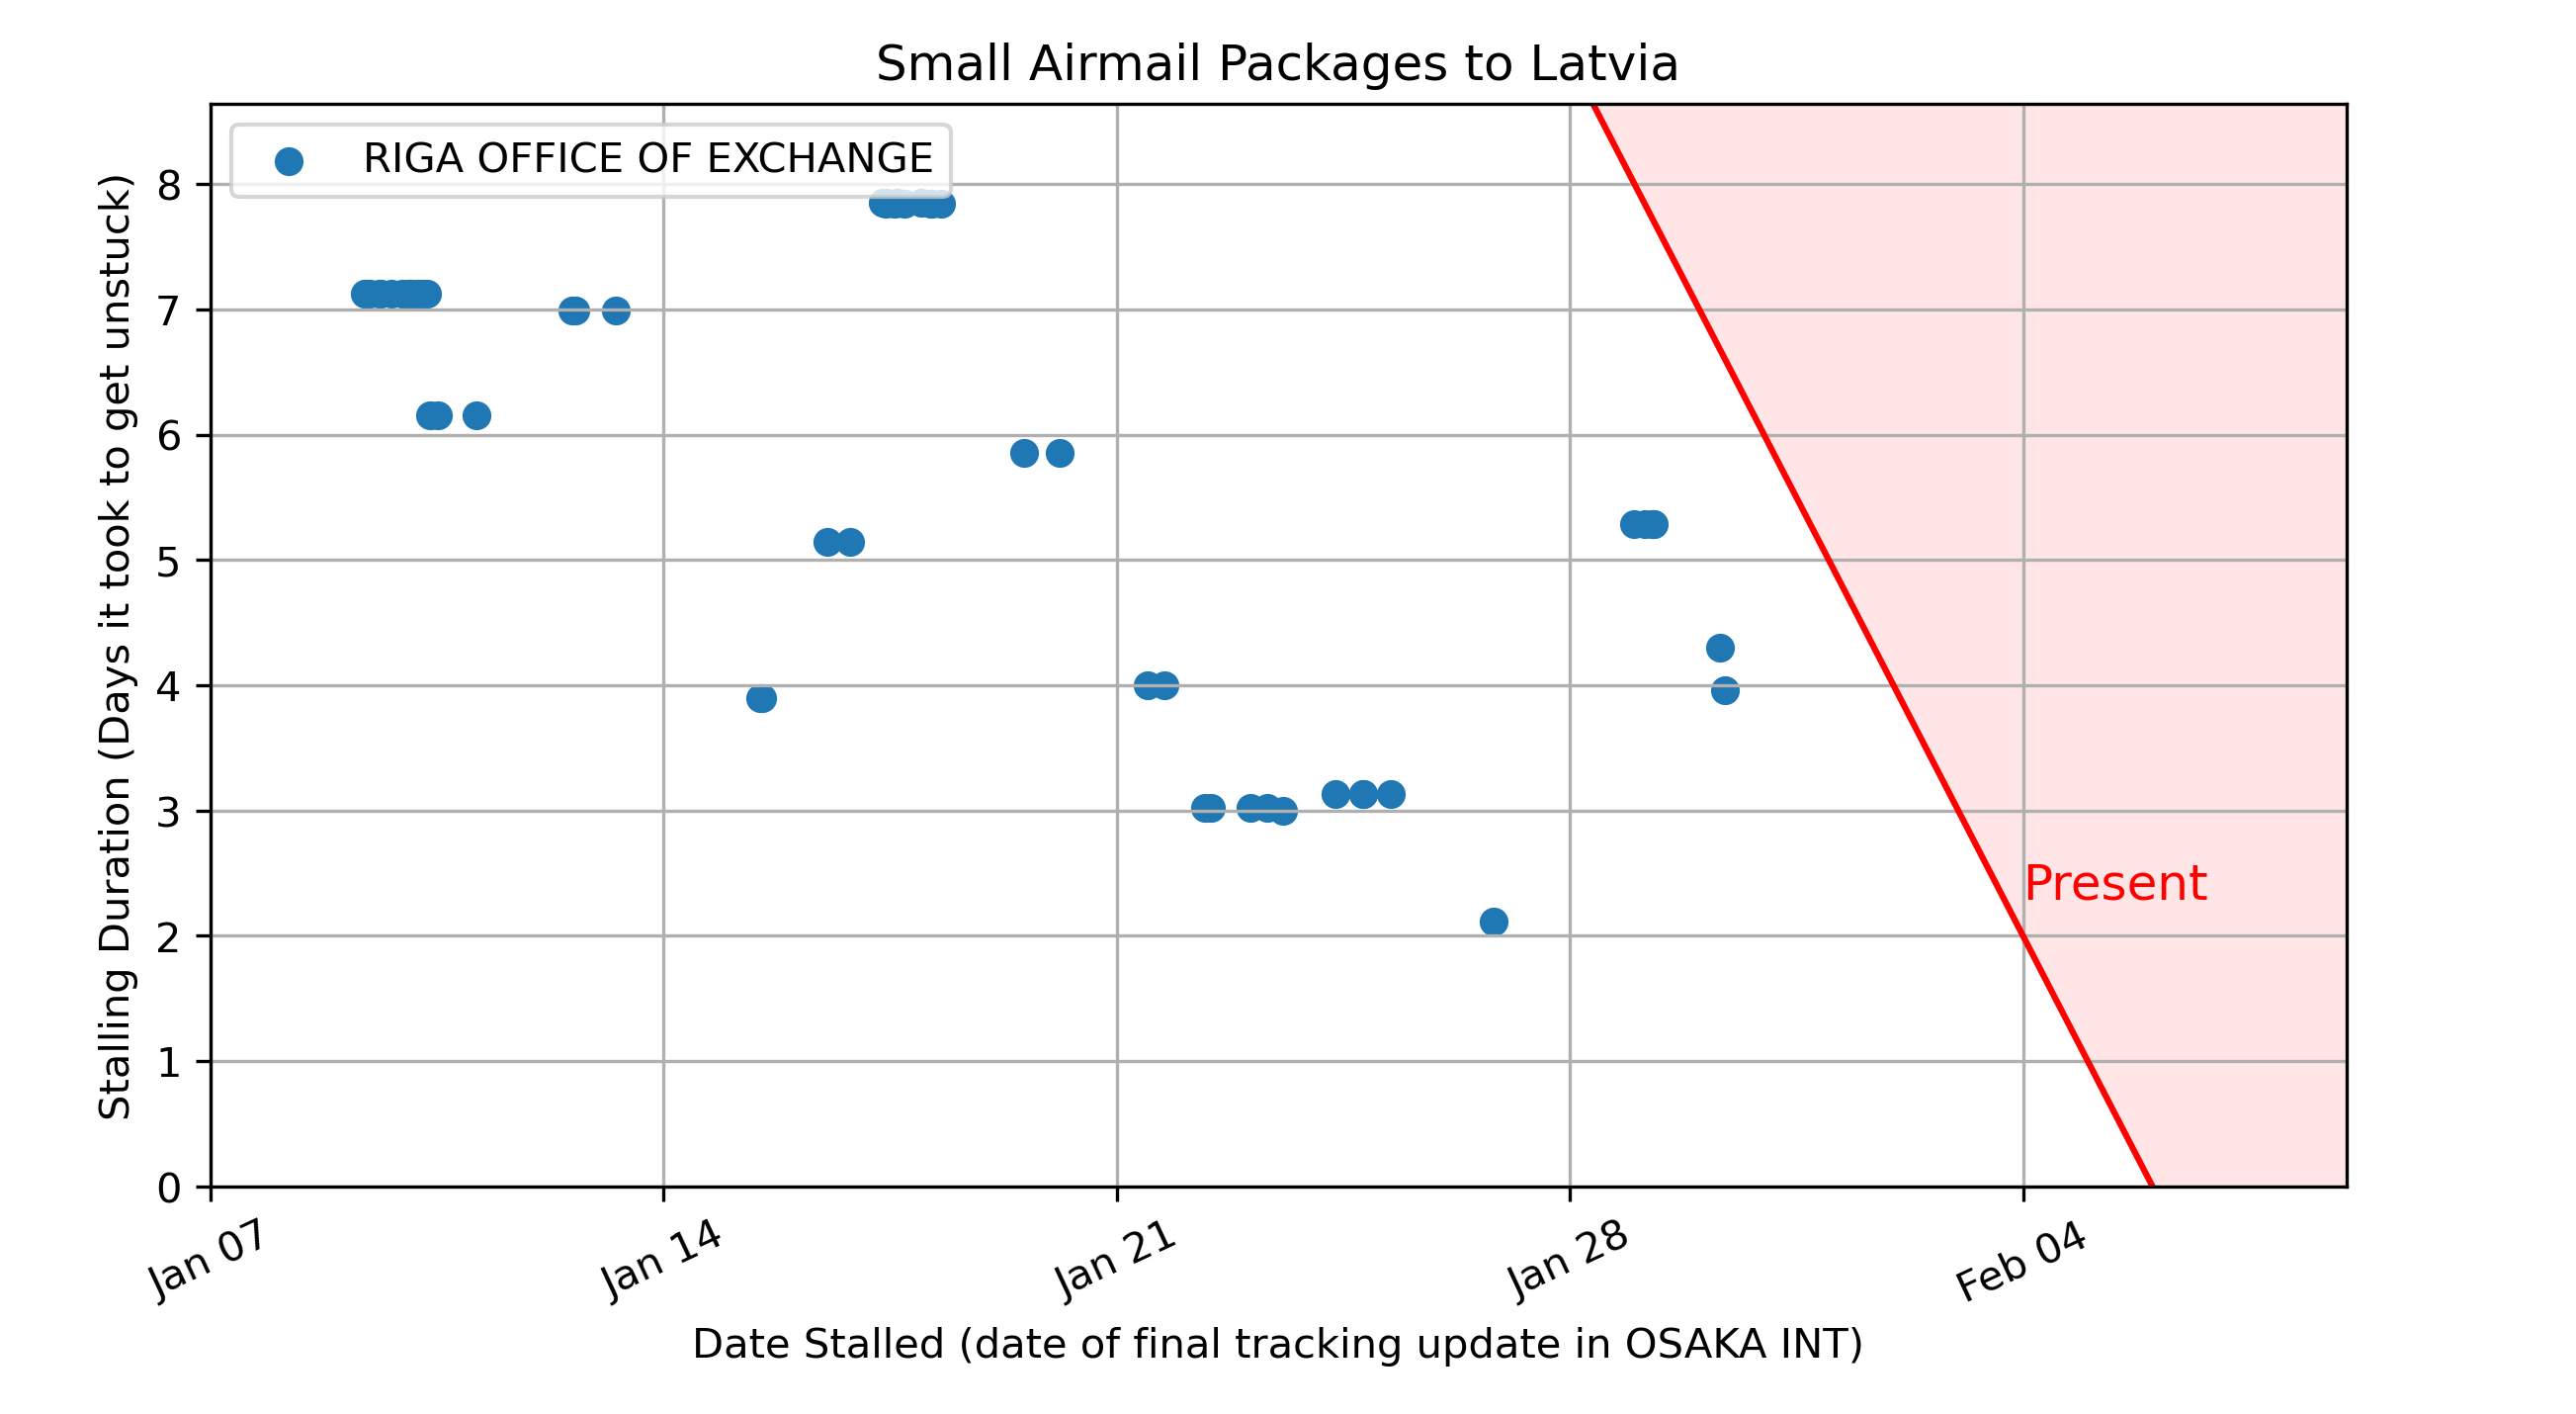 Small Airmail Packages to Latvia
RIGA OFFICE OF EXCHANGE
Stalling Duration (Days it took to get unstuck)
8
7
6
5
4
3
2
1
0
Present
Jan 07
Jan 14
Jan 21
Jan 28
Feb 04
Date Stalled (date of final tracking update in OSAKA INT)